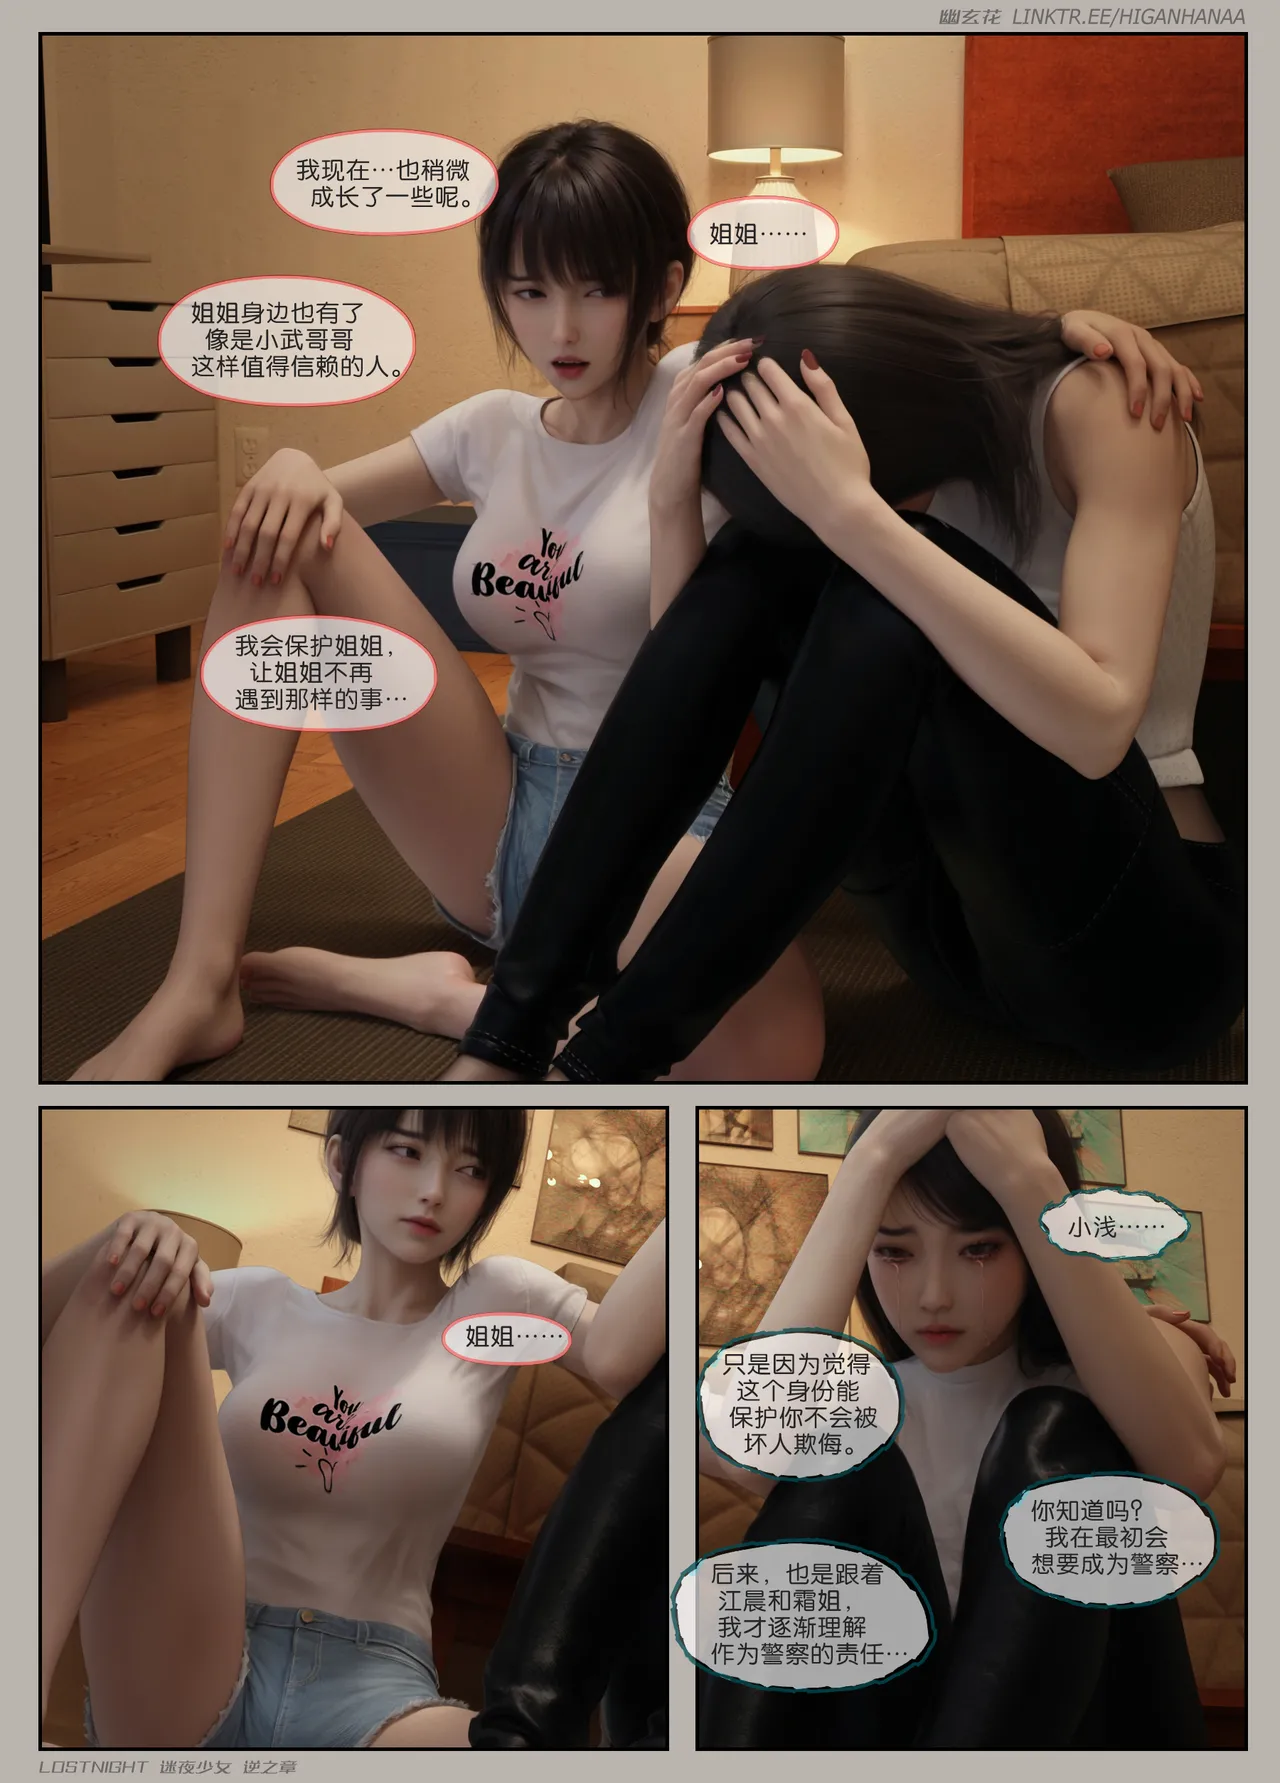 幽玄花 LINKTR.EE/HIGANHANAA
我现在…也稍微
成长了一些呢。
姐姐……
姐姐身边也有了
像是小武哥哥
这样值得信赖的人。
我会保护姐姐，
让姐姐不再
遇到那样的事…
You
are
Beautiful
姐姐……
You
are
Beautiful
小浅……
你知道吗？
我在最初会
想要成为警察…
只是因为觉得
这个身份能
保护你不会被
坏人欺侮。
后来，也是跟着
江晨和霜姐，
我才逐渐理解
作为警察的责任…
LOSTNIGHT 迷夜少女 逆之章